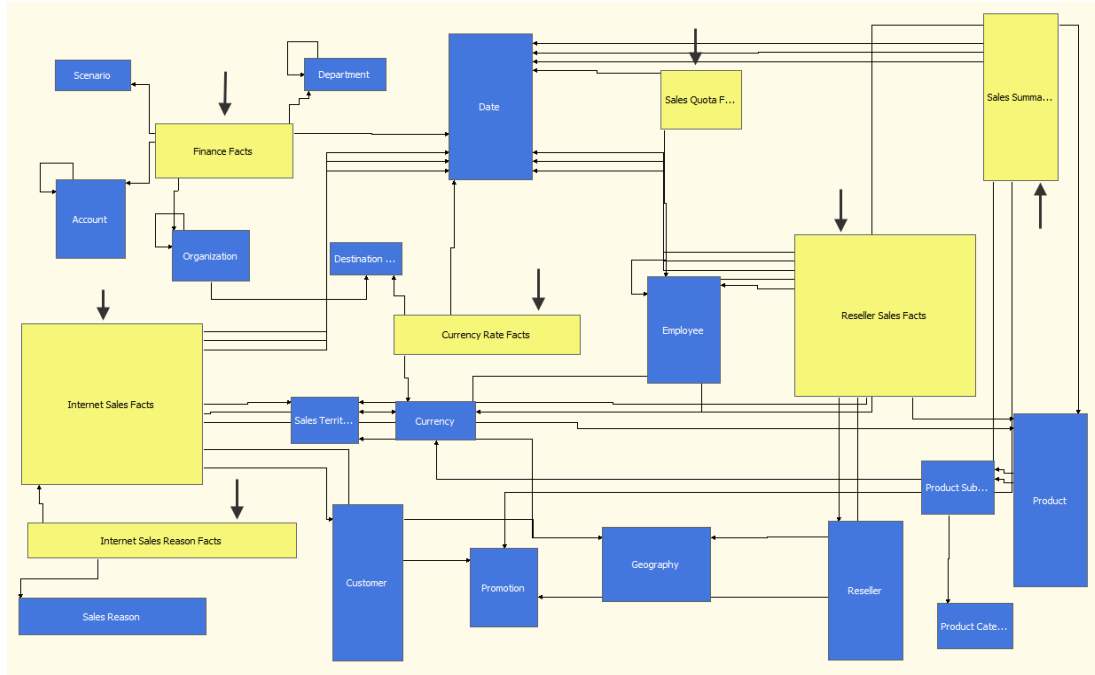 Scenario
Department
Date
Sales Quota F...
Sales Summa...
Finance Facts
Account
Organization
Destination ...
Employee
Reseller Sales Facts
Currency Rate Facts
Internet Sales Facts
Sales Territ...
Currency
Product Sub...
Product
Internet Sales Reason Facts
Customer
Promotion
Geography
Reseller
Sales Reason
Product Cate...